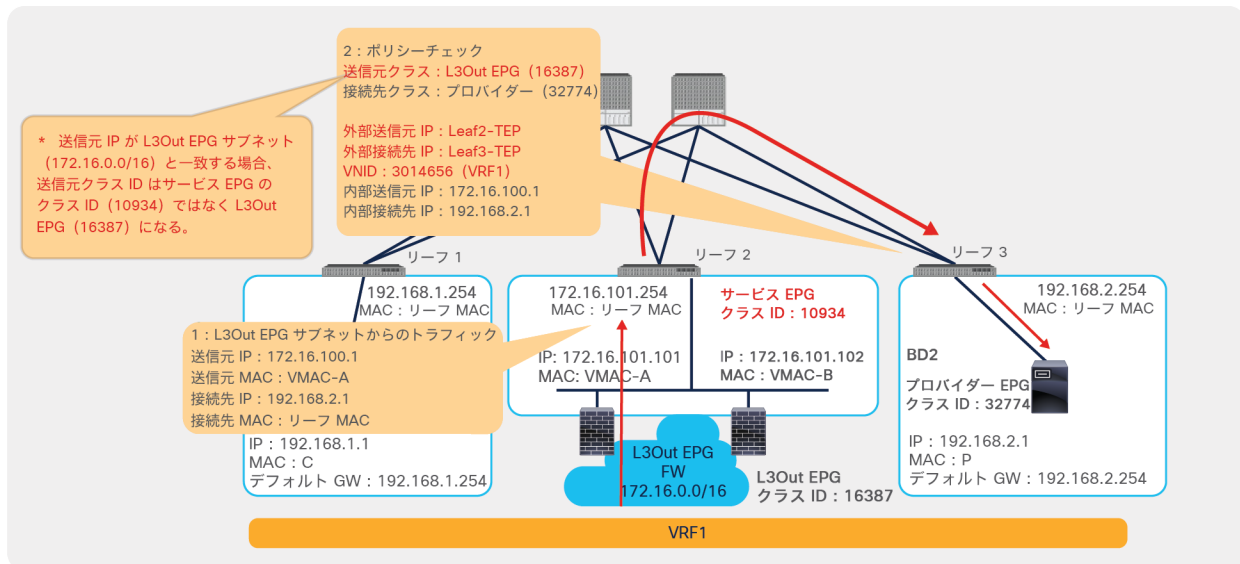 2：ポリシーチェック
送信元クラス：L3Out EPG（16387）
接続先クラス：プロバイダー（32774）
外部送信元 IP：Leaf2-TEP
外部接続先 IP：Leaf3-TEP
VNID：3014656（VRF1）
内部送信元 IP：172.16.100.1
内部接続先 IP：192.168.2.1
* 送信元 IP が L3Out EPG サブネット
（172.16.0.0/16）と一致する場合、
送信元クラス ID はサービス EPG の
クラス ID（10934）ではなく L3Out
EPG（16387）になる。
リーフ 1
リーフ 2
リーフ 3
192.168.1.254
MAC：リーフ MAC
1：L3Out EPG サブネットからのトラフィック
送信元 IP：172.16.100.1
送信元 MAC：VMAC-A
接続先 IP：192.168.2.1
接続先 MAC：リーフ MAC
IP：192.168.1.1
MAC：C
デフォルト GW：192.168.1.254
172.16.101.254
MAC：リーフ MAC
サービス EPG
クラス ID：10934
IP: 172.16.101.101
MAC: VMAC-A
IP：172.16.101.102
MAC：VMAC-B
L3Out EPG
FW
172.16.0.0/16
L3Out EPG
クラス ID：16387
192.168.2.254
MAC：リーフ MAC
BD2
プロバイダー EPG
クラス ID：32774
IP：192.168.2.1
MAC：P
デフォルト GW：192.168.2.254
VRF1